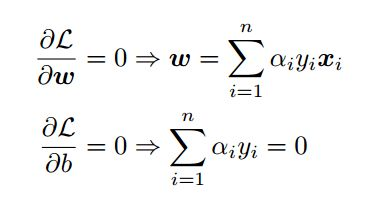 ∂ℒ/∂𝒘 = 0 ⇒ 𝒘 = ∑_{i=1}^{n} α_i y_i 𝒙_i
∂ℒ/∂b = 0 ⇒ ∑_{i=1}^{n} α_i y_i = 0